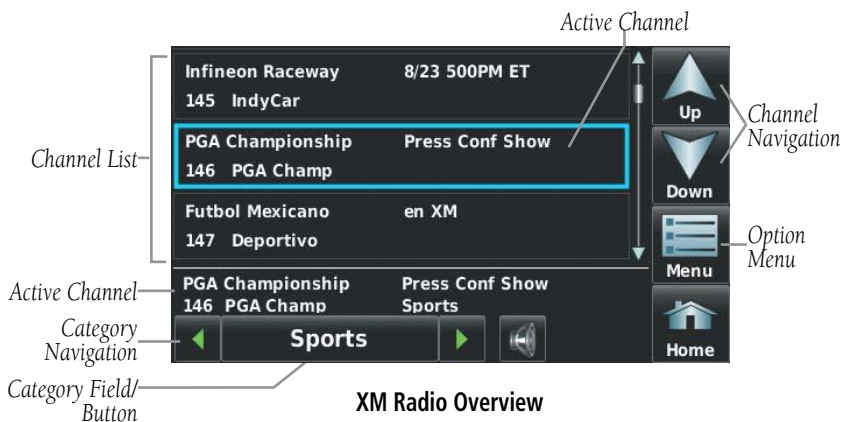 Active Channel
Infineon Raceway 8/23 500PM ET
145 IndyCar
Up
Channel
Navigation
PGA Championship Press Conf Show
146 PGA Champ
Channel List
Down
Futbol Mexicano en XM
147 Deportivo
Option
Menu
Menu
Active Channel
PGA Championship Press Conf Show
146 PGA Champ Sports
Category
Navigation
Sports
Home
Category Field/
Button
XM Radio Overview